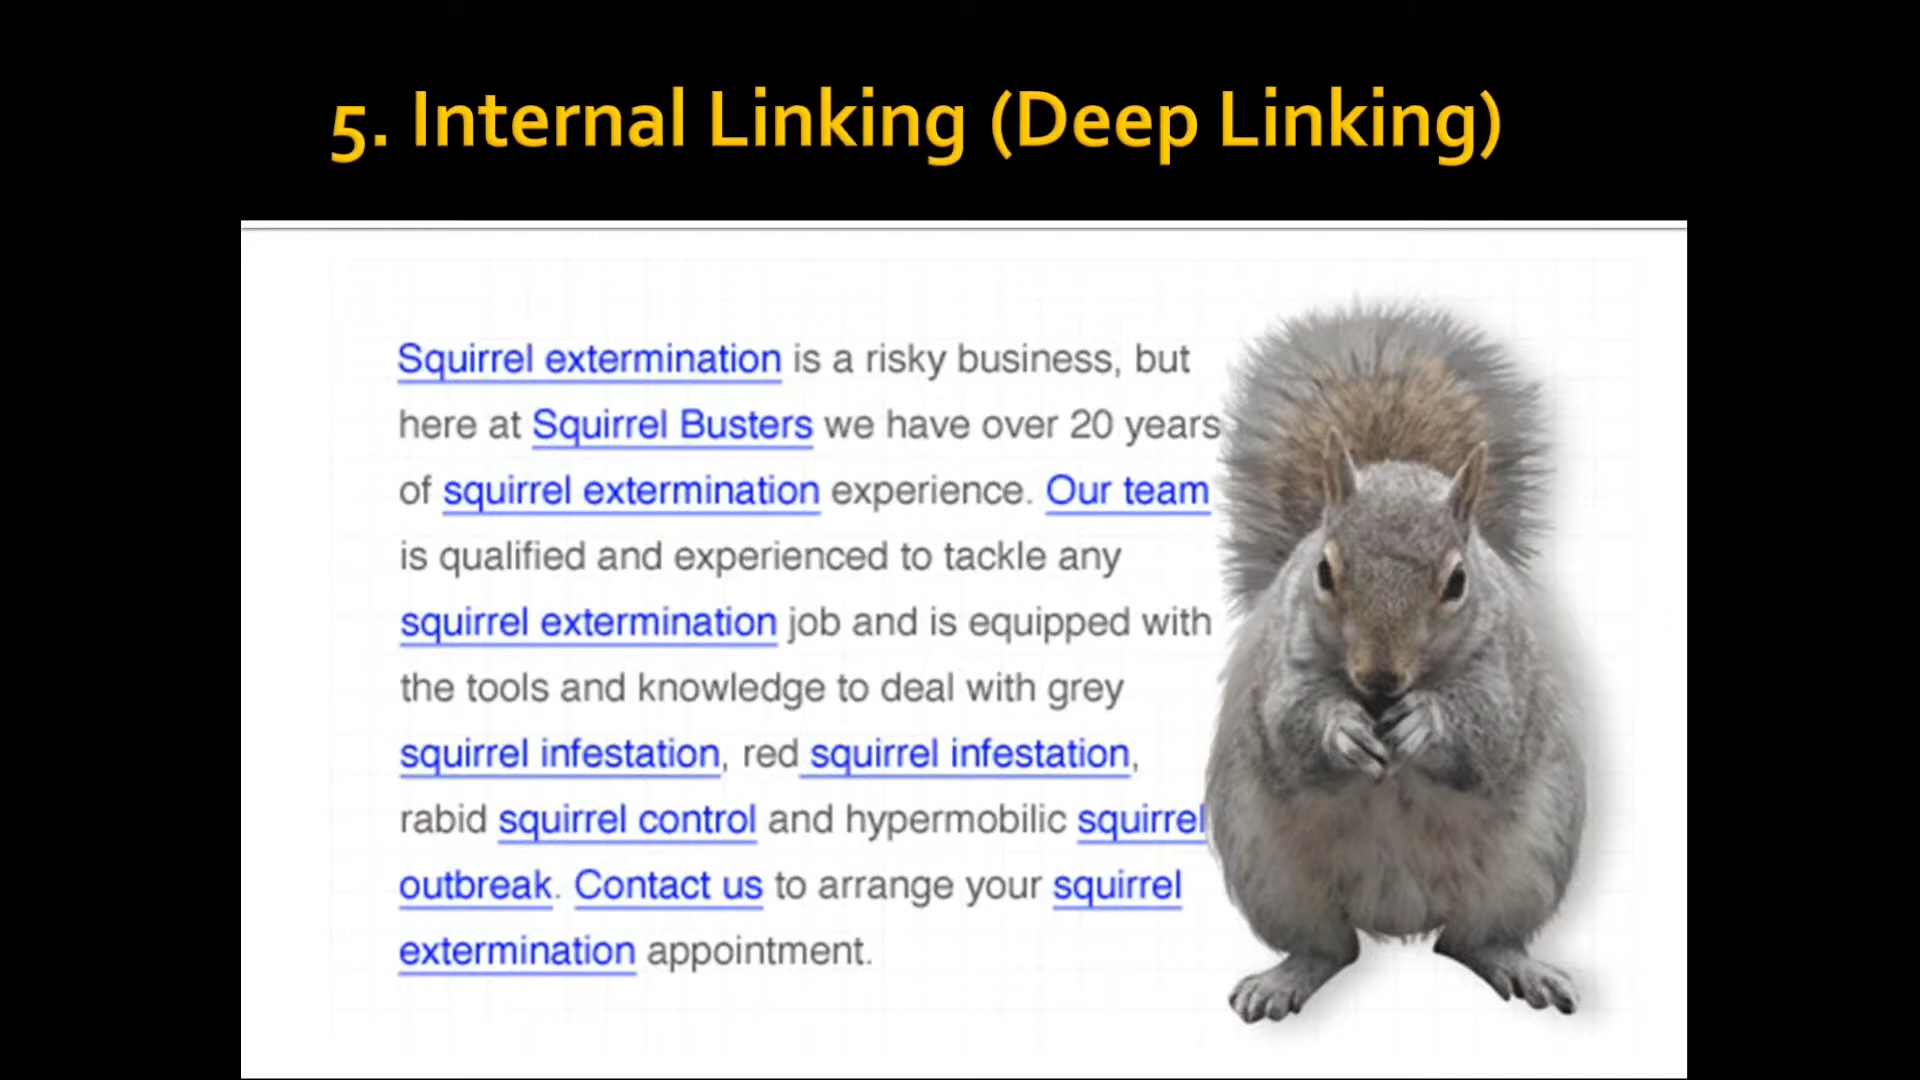 5. Internal Linking (Deep Linking)
Squirrel extermination is a risky business, but
here at Squirrel Busters we have over 20 years
of squirrel extermination experience. Our team
is qualified and experienced to tackle any
squirrel extermination job and is equipped with
the tools and knowledge to deal with grey
squirrel infestation, red squirrel infestation,
rabid squirrel control and hypermobilic squirrel
outbreak. Contact us to arrange your squirrel
extermination appointment.